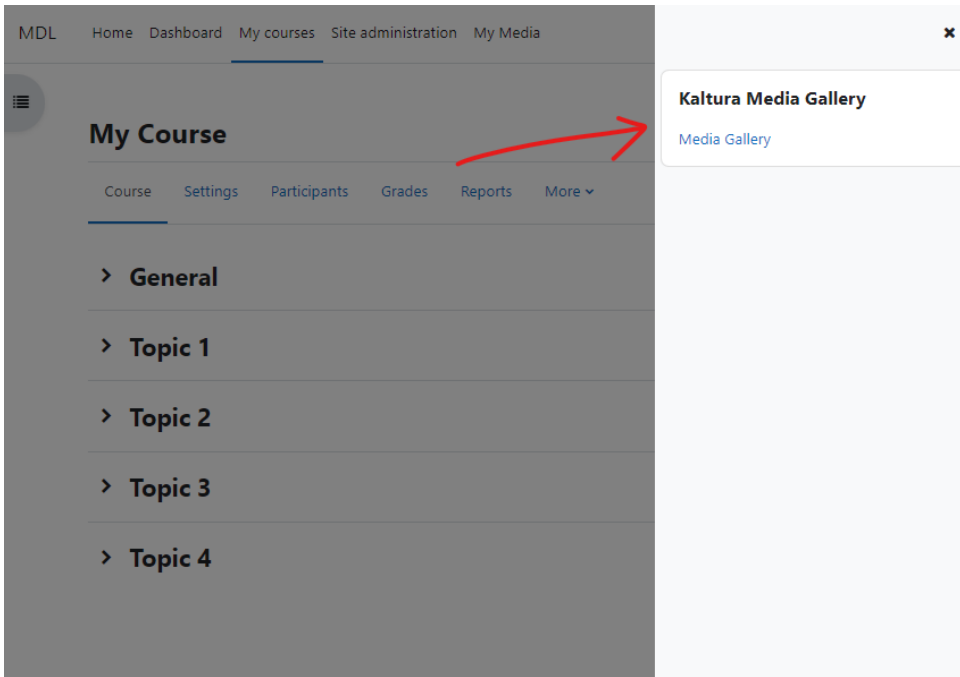 MDL Home Dashboard My courses Site administration My Media
Kaltura Media Gallery
Media Gallery
My Course
Course Settings Participants Grades Reports More
General
Topic 1
Topic 2
Topic 3
Topic 4